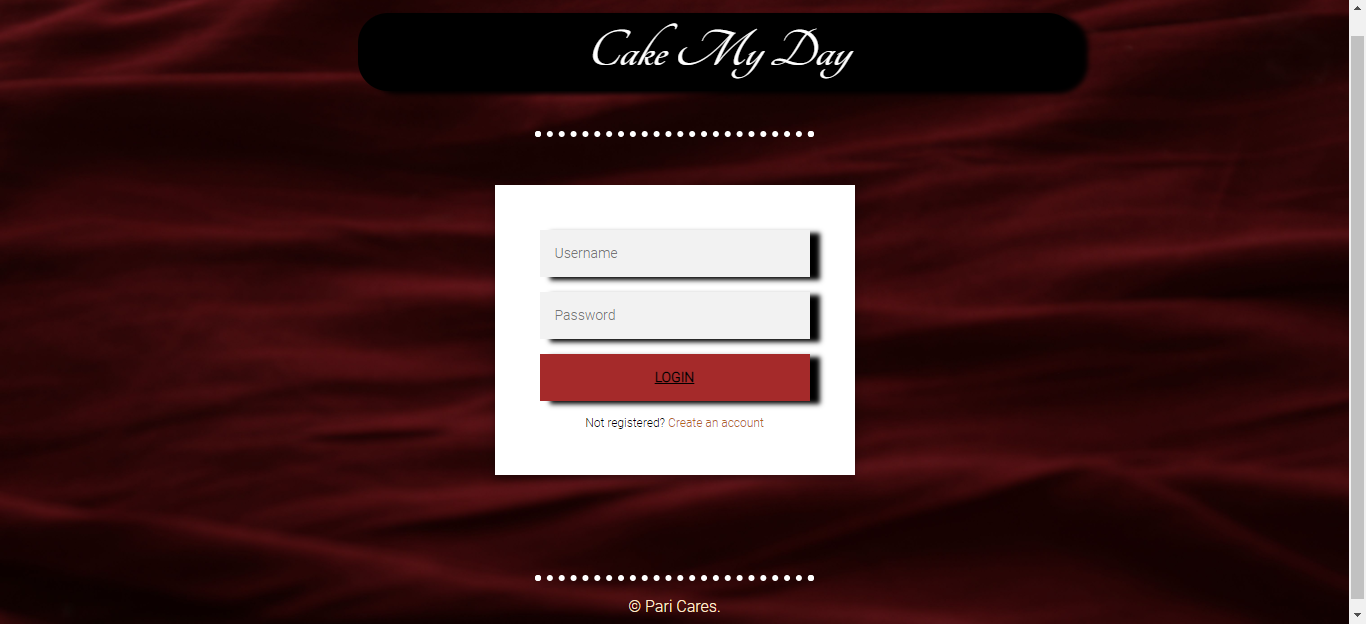 Cake My Day
Username
Password
LOGIN
Not registered? Create an account
© Pari Cares.